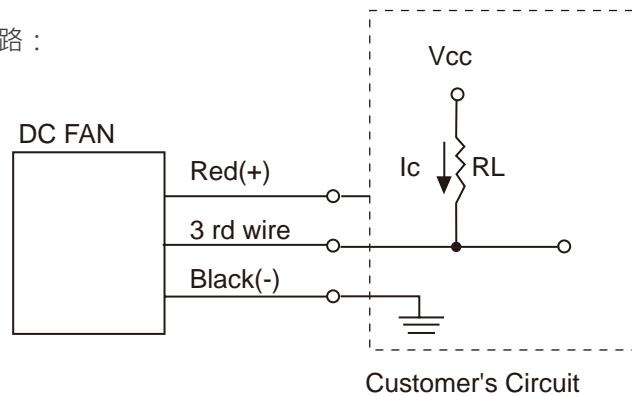 路：
Vcc
DC FAN
Red(+)
Ic
RL
3 rd wire
Black(-)
Customer's Circuit